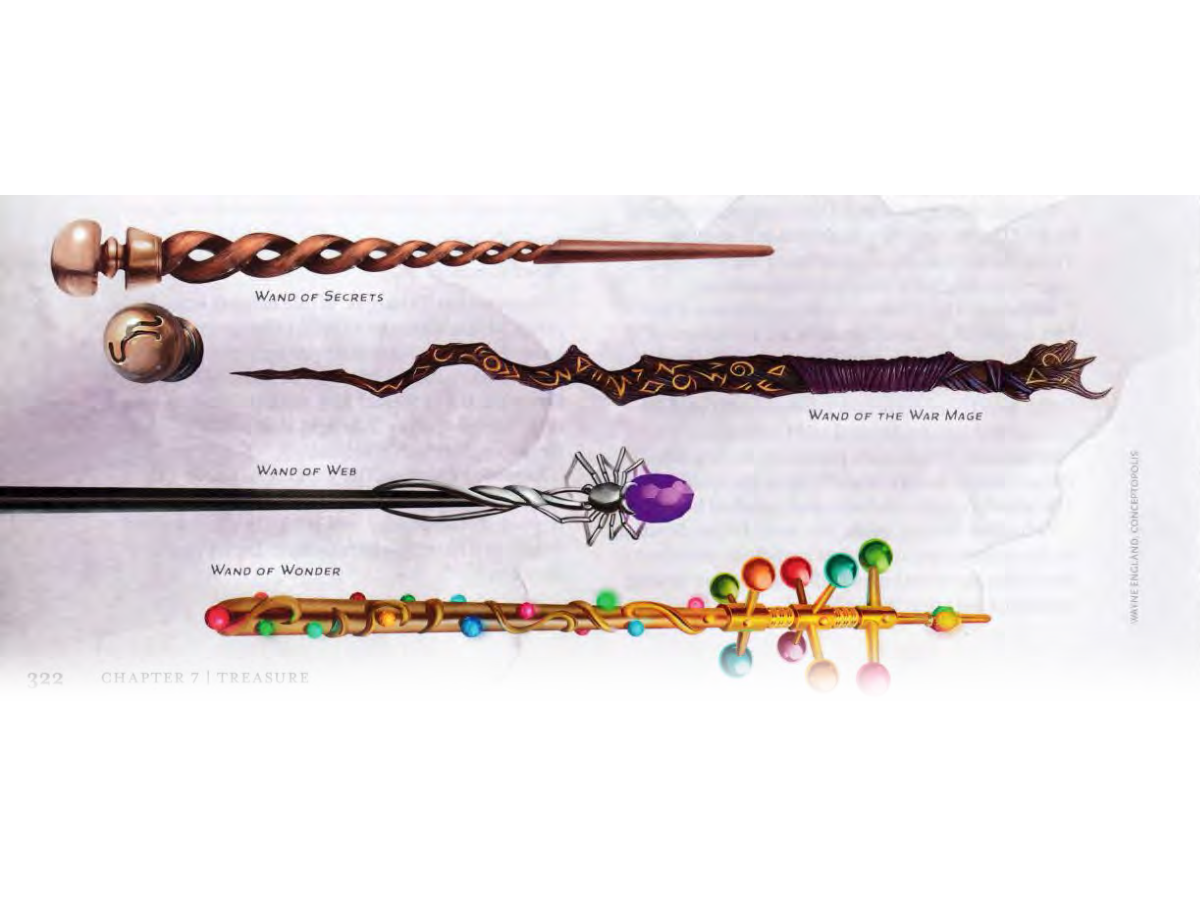 WAND OF SECRETS
WAND OF THE WAR MAGE
WAND OF WEB
WAND OF WONDER
WAYNE ENGLAND, CONCEPTOPOLIS
322 CHAPTER 7 | TREASURE